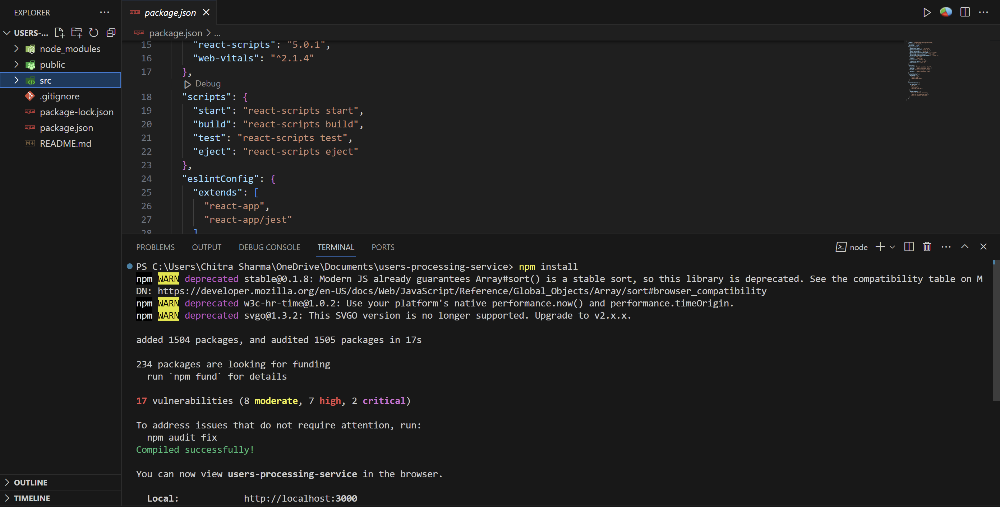 EXPLORER
USERS-...
node_modules
public
src
.gitignore
package-lock.json
package.json
README.md
OUTLINE
TIMELINE
package.json
package.json > ...
15 "react-scripts": "5.0.1",
16 "web-vitals": "^2.1.4"
17 },
Debug
18 "scripts": {
19 "start": "react-scripts start",
20 "build": "react-scripts build",
21 "test": "react-scripts test",
22 "eject": "react-scripts eject"
23 },
24 "eslintConfig": {
25 "extends": [
26 "react-app",
27 "react-app/jest"
28 ]
PROBLEMS OUTPUT DEBUG CONSOLE TERMINAL PORTS
node
PS C:\Users\Chitra Sharma\OneDrive\Documents\users-processing-service> npm install
npm WARN deprecated stable@0.1.8: Modern JS already guarantees Array#sort() is a stable sort, so this library is deprecated. See the compatibility table on M
DN: https://developer.mozilla.org/en-US/docs/Web/JavaScript/Reference/Global_Objects/Array/sort#browser_compatibility
npm WARN deprecated w3c-hr-time@1.0.2: Use your platform's native performance.now() and performance.timeOrigin.
npm WARN deprecated svgo@1.3.2: This SVGO version is no longer supported. Upgrade to v2.x.x.
added 1504 packages, and audited 1505 packages in 17s
234 packages are looking for funding
run `npm fund` for details
17 vulnerabilities (8 moderate, 7 high, 2 critical)
To address issues that do not require attention, run:
npm audit fix
Compiled successfully!
You can now view users-processing-service in the browser.
Local: http://localhost:3000